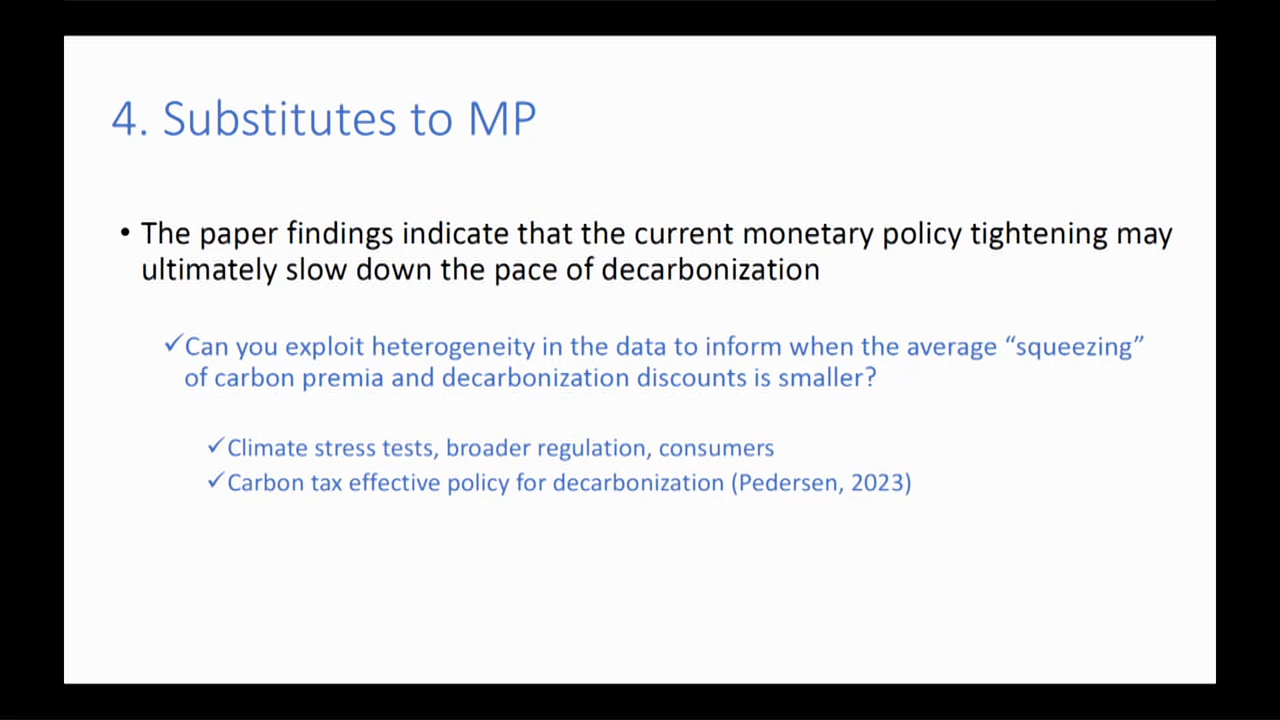 4. Substitutes to MP
• The paper findings indicate that the current monetary policy tightening may
ultimately slow down the pace of decarbonization
✓Can you exploit heterogeneity in the data to inform when the average “squeezing”
of carbon premia and decarbonization discounts is smaller?
✓Climate stress tests, broader regulation, consumers
✓Carbon tax effective policy for decarbonization (Pedersen, 2023)